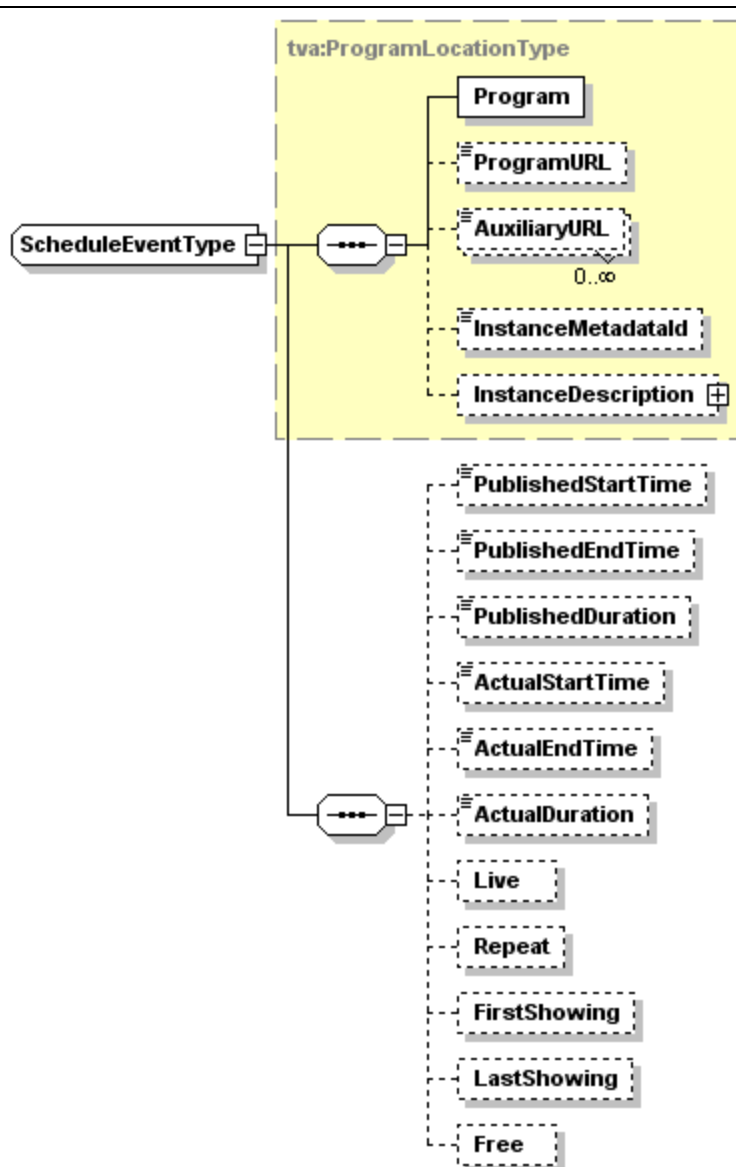 tva:ProgramLocationType
Program
ProgramURL
AuxiliaryURL
0..∞
ScheduleEventType
InstanceMetadataId
InstanceDescription
PublishedStartTime
PublishedEndTime
PublishedDuration
ActualStartTime
ActualEndTime
ActualDuration
Live
Repeat
FirstShowing
LastShowing
Free